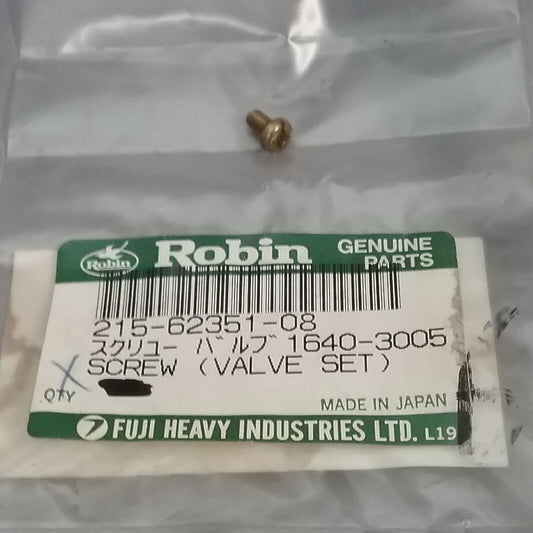 Robin Robin GENUINE
PARTS
215-62351-08
スクリュー バルブ 1640-3005
SCREW (VALVE SET)
QTY
MADE IN JAPAN
FUJI HEAVY INDUSTRIES LTD. L19